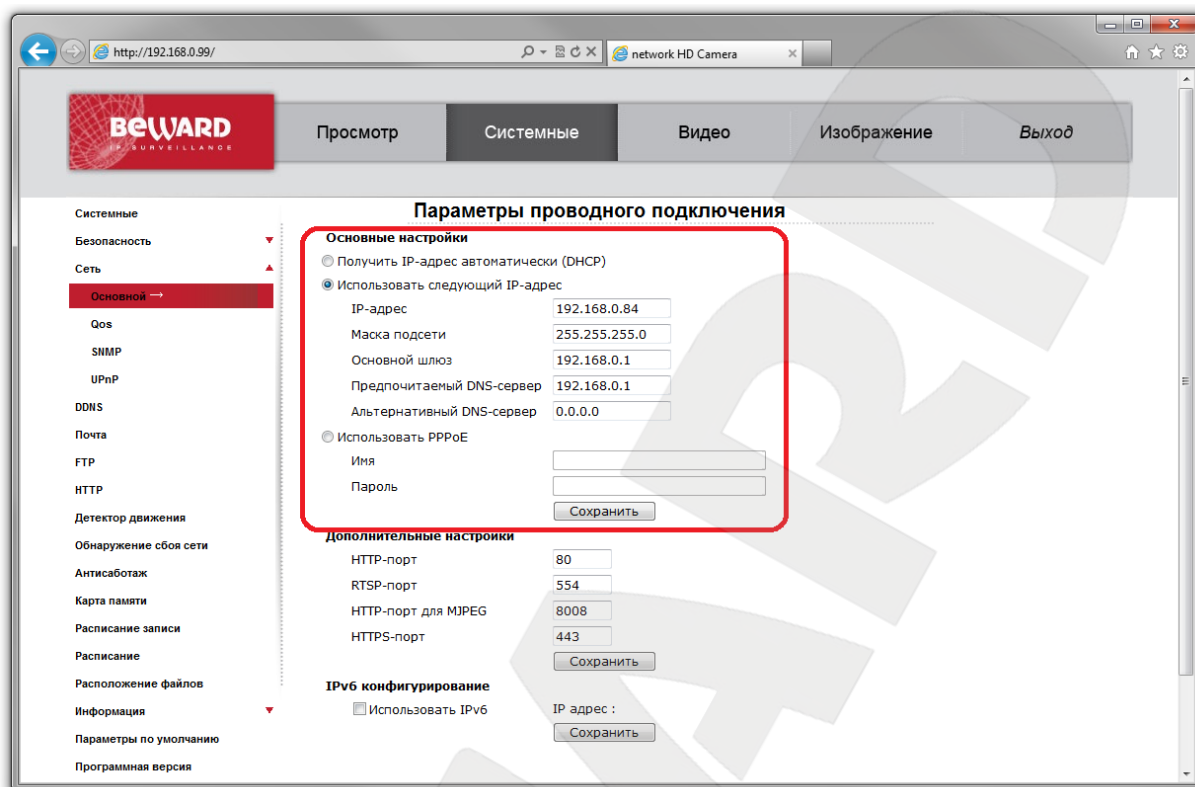 http://192.168.0.99/
network HD Camera
BEWARD
IP SURVEILLANCE
Просмотр
Системные
Видео
Изображение
Выход
Системные
Безопасность
Сеть
Основной →
Qos
SNMP
UPnP
DDNS
Почта
FTP
HTTP
Детектор движения
Обнаружение сбоя сети
Антисаботаж
Карта памяти
Расписание записи
Расписание
Расположение файлов
Информация
Параметры по умолчанию
Программная версия
Параметры проводного подключения
Основные настройки
Получить IP-адрес автоматически (DHCP)
Использовать следующий IP-адрес
IP-адрес 192.168.0.84
Маска подсети 255.255.255.0
Основной шлюз 192.168.0.1
Предпочитаемый DNS-сервер 192.168.0.1
Альтернативный DNS-сервер 0.0.0.0
Использовать PPPoE
Имя
Пароль
Сохранить
Дополнительные настройки
HTTP-порт 80
RTSP-порт 554
HTTP-порт для MJPEG 8008
HTTPS-порт 443
Сохранить
IPv6 конфигурирование
Использовать IPv6 IP адрес :
Сохранить